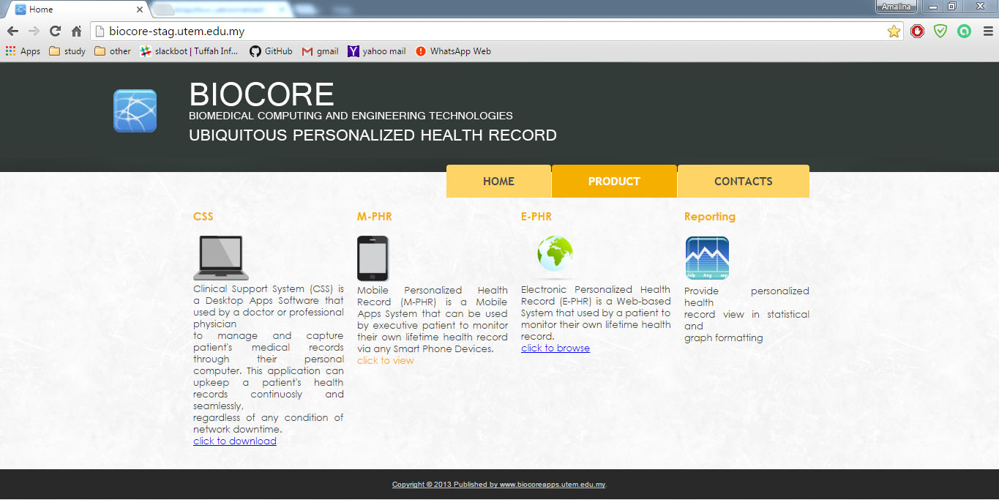 Home
Amalina
biocore-stag.utem.edu.my
Apps study other slackbot | Tuffah Inf... GitHub gmail yahoo mail WhatsApp Web
BIOCORE
BIOMEDICAL COMPUTING AND ENGINEERING TECHNOLOGIES
UBIQUITOUS PERSONALIZED HEALTH RECORD
HOME PRODUCT CONTACTS
CSS
Clinical Support System (CSS) is
a Desktop Apps Software that
used by a doctor or professional
physician
to manage and capture
patient's medical records
through their personal
computer. This application can
upkeep a patient's health
records continuosly and
seamlessly,
regardless of any condition of
network downtime.
click to download
M-PHR
Mobile Personalized Health
Record (M-PHR) is a Mobile
Apps System that can be used
by executive patient to monitor
their own lifetime health record
via any Smart Phone Devices.
click to view
E-PHR
Electronic Personalized Health
Record (E-PHR) is a Web-based
System that used by a patient to
monitor their own lifetime health
record.
click to browse
Reporting
July Aug sep
Provide personalized
health
record view in statistical
and
graph formatting
Copyright © 2013 Published by www.biocoreapps.utem.edu.my.